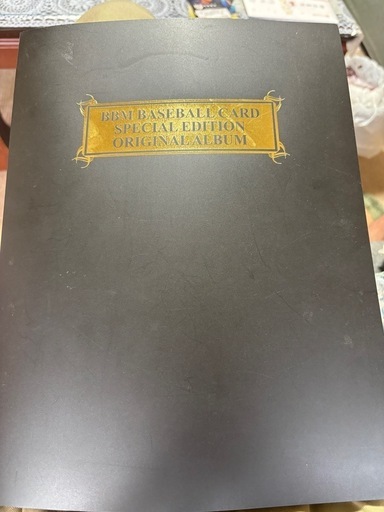 BBM BASEBALL CARD
SPECIAL EDITION
ORIGINAL ALBUM